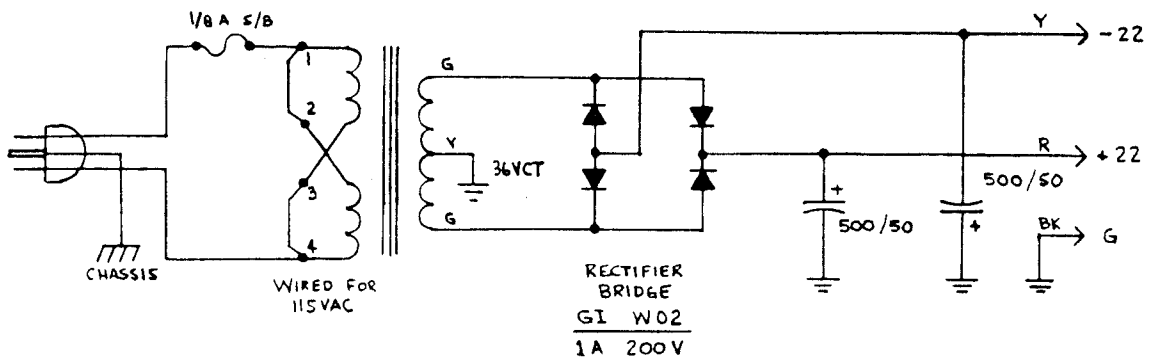 1/8 A S/B
Y
-22
1
2
3
4
G
Y
G
36VCT
R
+22
+
500/50
500/50
+
BK
G
CHASSIS
WIRED FOR
115VAC
RECTIFIER
BRIDGE
GI W02
1A 200V